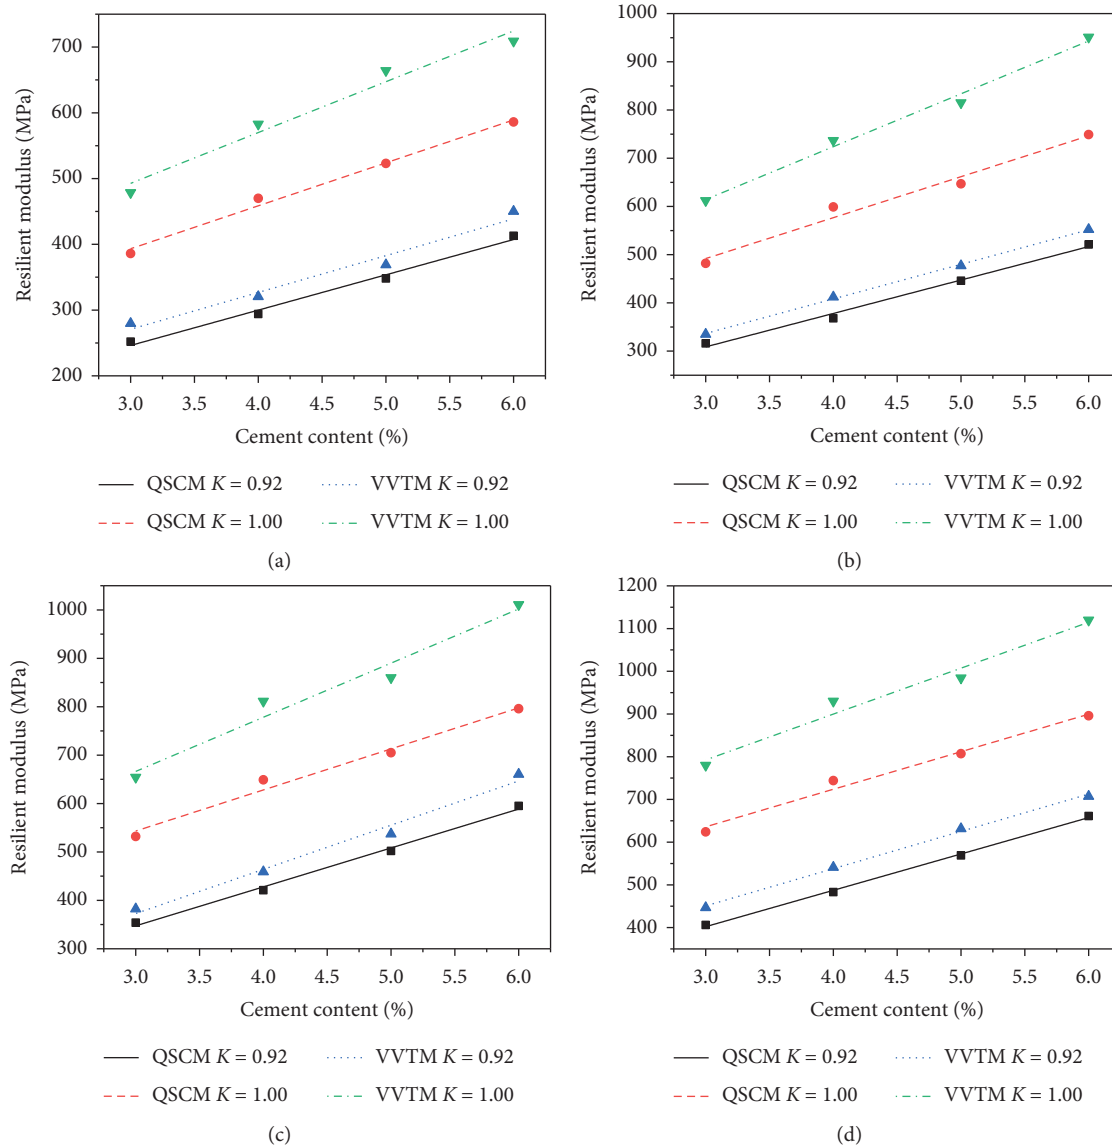 700
600
500
400
300
200
Resilient modulus (MPa)
3.0 3.5 4.0 4.5 5.0 5.5 6.0
Cement content (%)
QSCM K = 0.92 VVTM K = 0.92
QSCM K = 1.00 VVTM K = 1.00
(a)
1000
900
800
700
600
500
400
300
Resilient modulus (MPa)
3.0 3.5 4.0 4.5 5.0 5.5 6.0
Cement content (%)
QSCM K = 0.92 VVTM K = 0.92
QSCM K = 1.00 VVTM K = 1.00
(b)
1000
900
800
700
600
500
400
300
Resilient modulus (MPa)
3.0 3.5 4.0 4.5 5.0 5.5 6.0
Cement content (%)
QSCM K = 0.92 VVTM K = 0.92
QSCM K = 1.00 VVTM K = 1.00
(c)
1200
1100
1000
900
800
700
600
500
400
Resilient modulus (MPa)
3.0 3.5 4.0 4.5 5.0 5.5 6.0
Cement content (%)
QSCM K = 0.92 VVTM K = 0.92
QSCM K = 1.00 VVTM K = 1.00
(d)